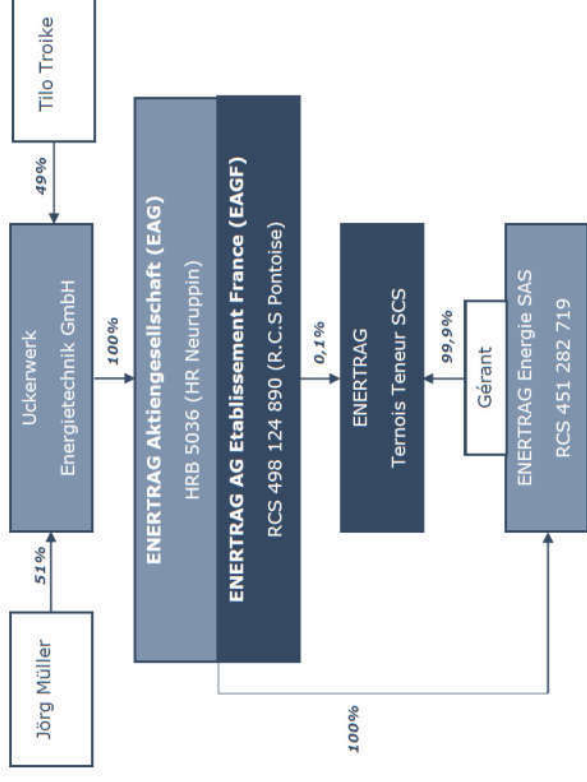 Jörg Müller
51%
Uckerwerk
Energietechnik GmbH
49%
Tilo Troike
100%
ENERTRAG Aktiengesellschaft (EAG)
HRB 5036 (HR Neuruppin)
ENERTRAG AG Etablissement France (EAGF)
RCS 498 124 890 (R.C.S Pontoise)
0,1%
ENERTRAG
Ternois Teneur SCS
99,9%
Gérant
ENERTRAG Energie SAS
RCS 451 282 719
100%